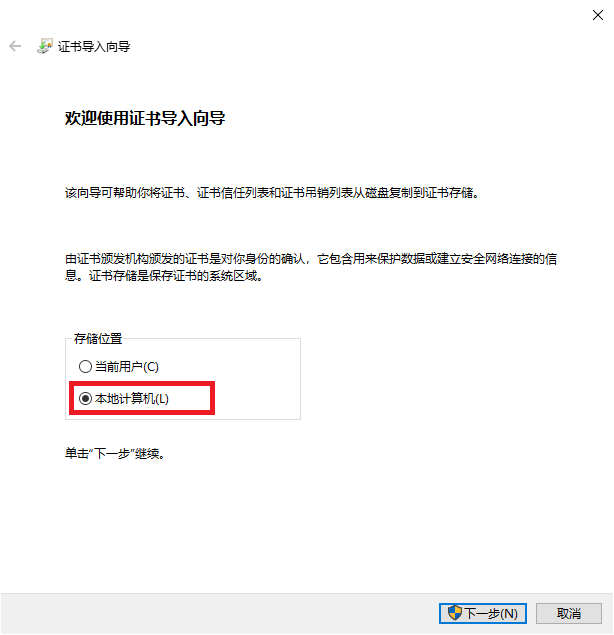 证书导入向导
欢迎使用证书导入向导
该向导可帮助你将证书、证书信任列表和证书吊销列表从磁盘复制到证书存储。
由证书颁发机构颁发的证书是对你身份的确认，它包含用来保护数据或建立安全网络连接的信
息。证书存储是保存证书的系统区域。
存储位置
当前用户(C)
本地计算机(L)
单击"下一步"继续。
下一步(N)
取消